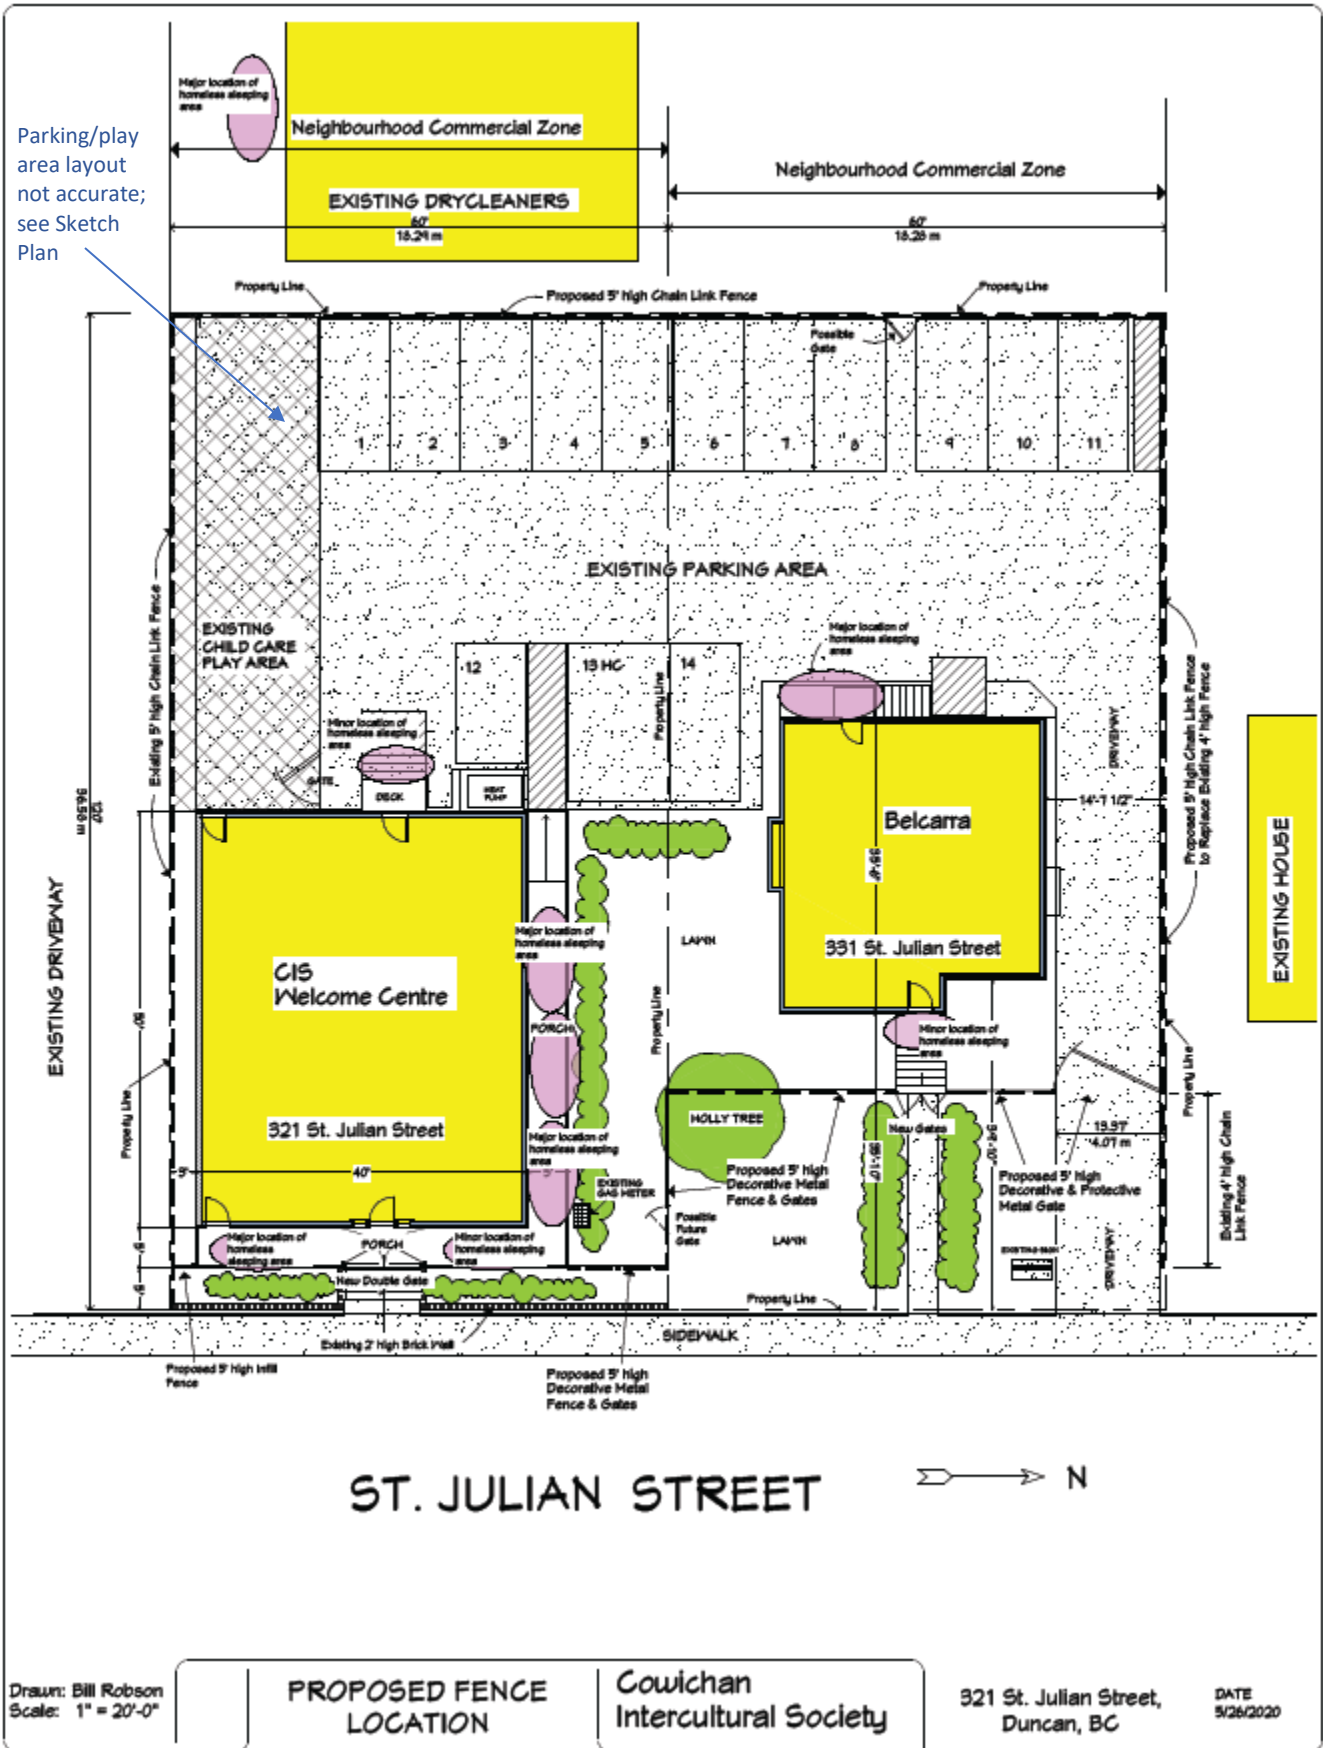 Major location of
homeless sleeping
area
Parking/play
area layout
not accurate;
see Sketch
Plan
Neighbourhood Commercial Zone
EXISTING DRYCLEANERS
60'
18.29 m
Neighbourhood Commercial Zone
60'
18.28 m
Property Line
Proposed 5' high Chain Link Fence
Property Line
Possible
Gate
1
2
3
4
5
6
7
8
9
10
11
EXISTING PARKING AREA
Existing 5' high Chain Link Fence
EXISTING
CHILD CARE
PLAY AREA
12
13 HC
14
Property Line
Major location of
homeless sleeping
area
Proposed 5' high Chain Link Fence
to Replace Existing 4' high Fence
Minor location of
homeless sleeping
area
GATE
DECK
HEAT
PUMP
DRIVEWAY
14'-7 1/2"
120'
36.58 m
EXISTING DRIVEWAY
50'
Belcarra
331 St. Julian Street
EXISTING HOUSE
CIS
Welcome Centre
321 St. Julian Street
40'
Major location of
homeless sleeping
area
PORCH
LAWN
Property Line
Minor location of
homeless sleeping
area
Property Line
Property Line
Major location of
homeless sleeping
area
HOLLY TREE
New Gates
13.37'
4.07 m
EXISTING
GAS METER
Proposed 5' high
Decorative Metal
Fence & Gates
Proposed 5' high
Decorative & Protective
Metal Gate
Existing 4' high Chain
Link Fence
Possible
Future
Gate
LAWN
DRIVEWAY
Major location of
homeless
sleeping area
PORCH
Minor location of
homeless sleeping
area
New Double Gate
Property Line
SIDEWALK
Existing 2' high Brick Wall
Proposed 5' high Infill
Fence
Proposed 5' high
Decorative Metal
Fence & Gates
ST. JULIAN STREET
N
Drawn: Bill Robson
Scale: 1" = 20'-0"
PROPOSED FENCE
LOCATION
Cowichan
Intercultural Society
321 St. Julian Street,
Duncan, BC
DATE
5/26/2020